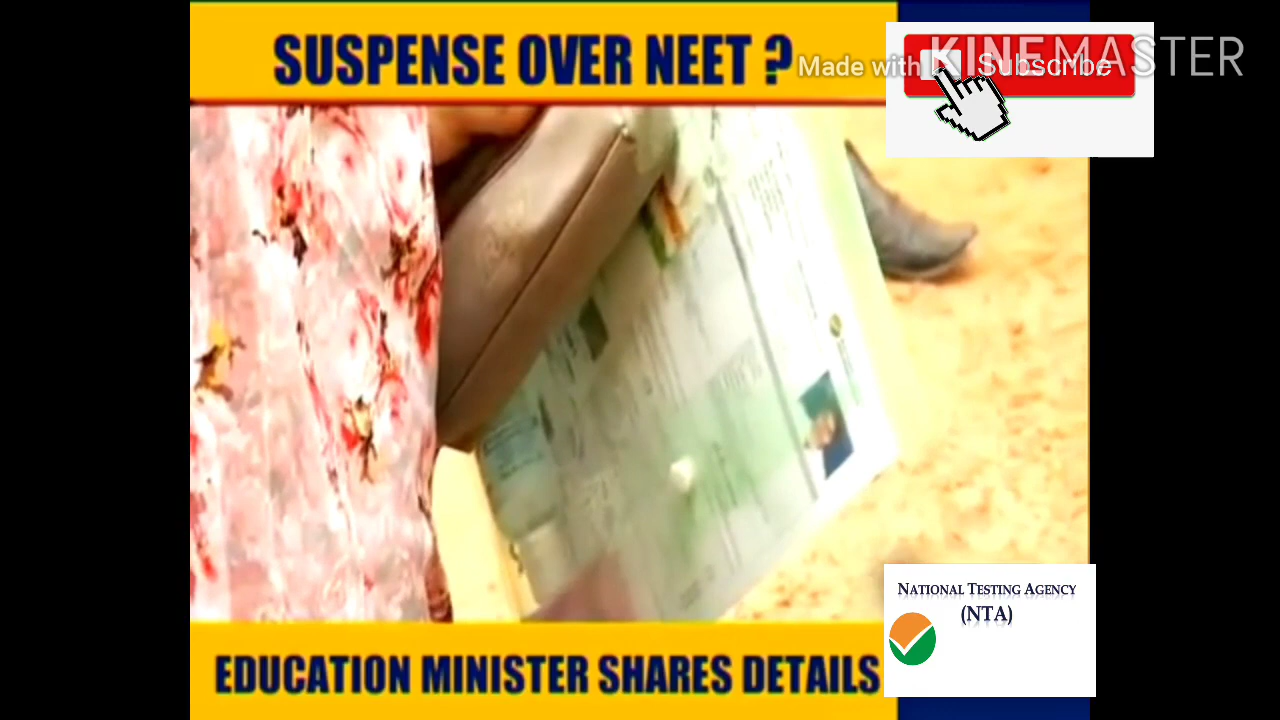 SUSPENSE OVER NEET ?
Made with KINEMASTER
Subscribe
NATIONAL TESTING AGENCY
(NTA)
EDUCATION MINISTER SHARES DETAILS